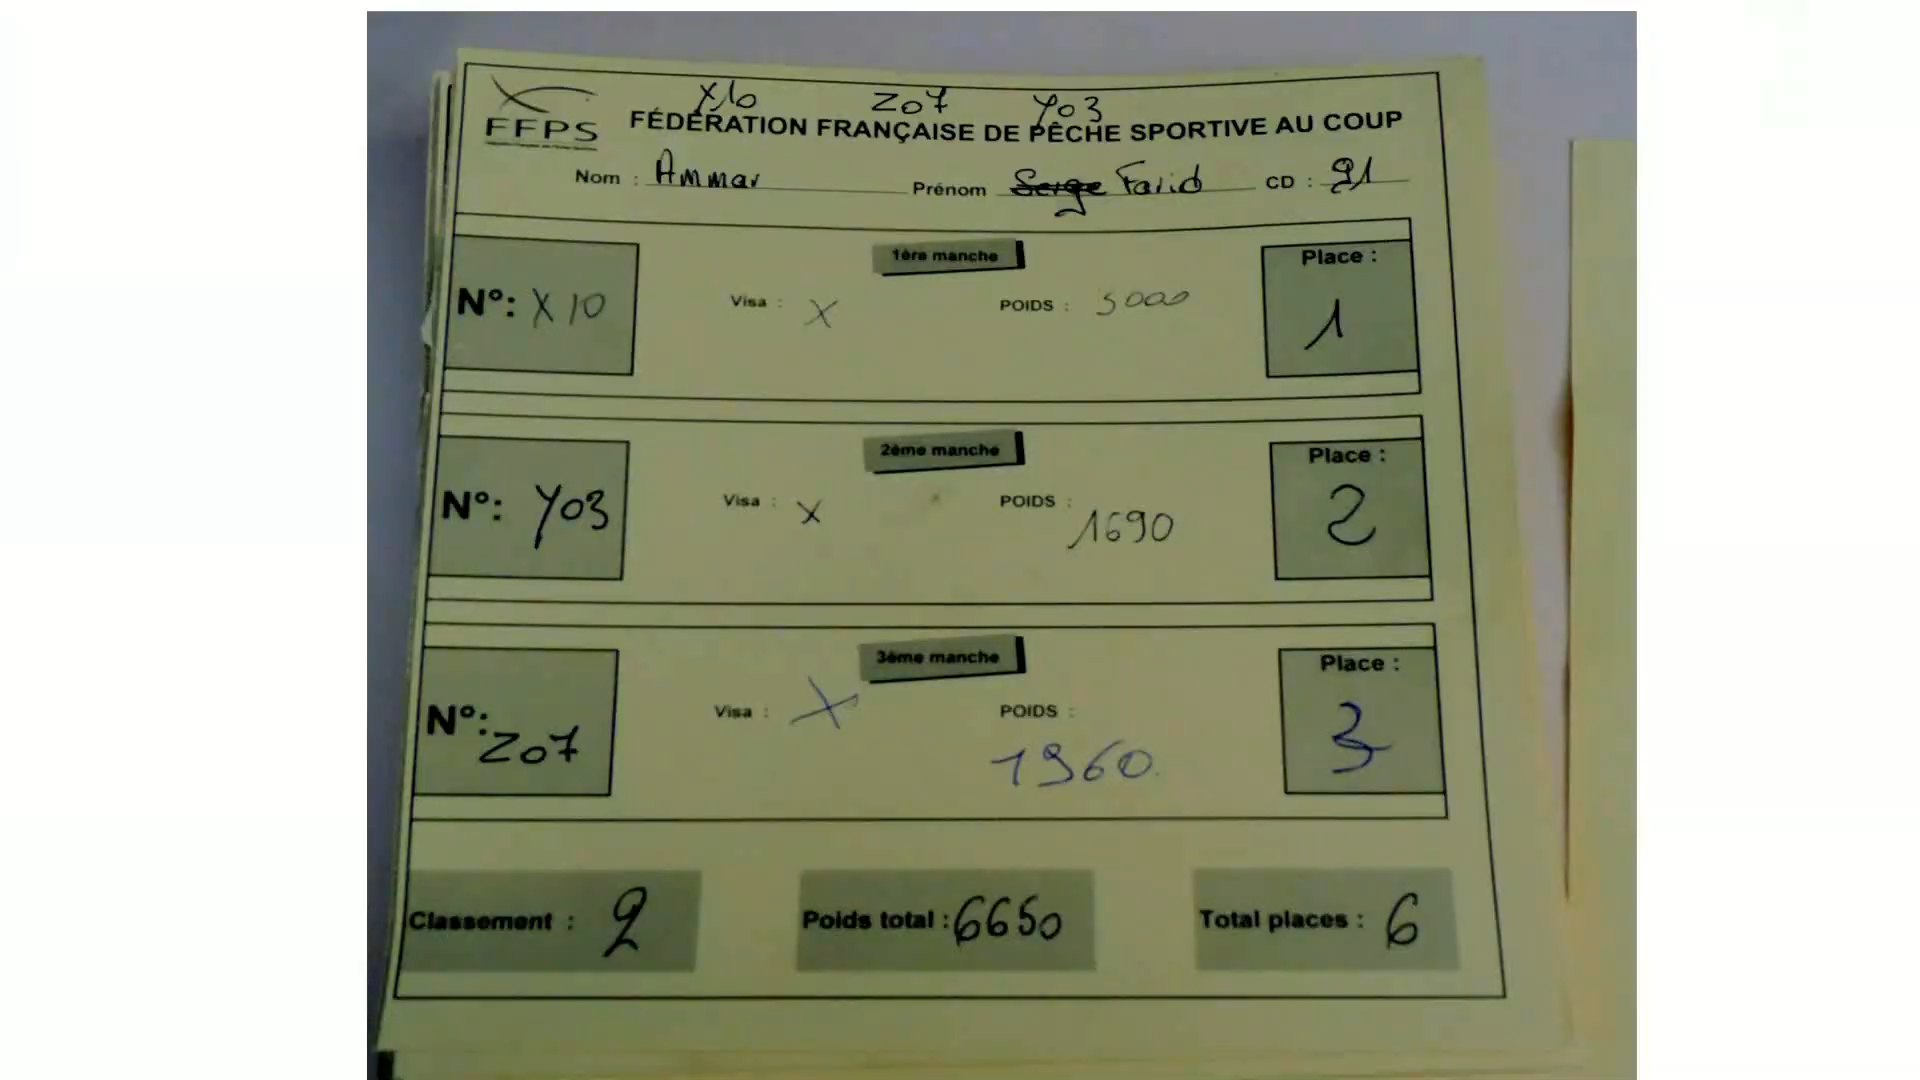 X10 Z07 Y03
FFPS
FÉDÉRATION FRANÇAISE DE PÊCHE SPORTIVE AU COUP
Nom : Ammar Prénom Serge Farid CD : 91
1ère manche
N°: X10 Visa : X POIDS : 3000 Place : 1
2ème manche
N°: Y03 Visa : X POIDS : 1690 Place : 2
3ème manche
N°: Z07 Visa : X POIDS : 1960 Place : 3
Classement : 2 Poids total : 6650 Total places : 6